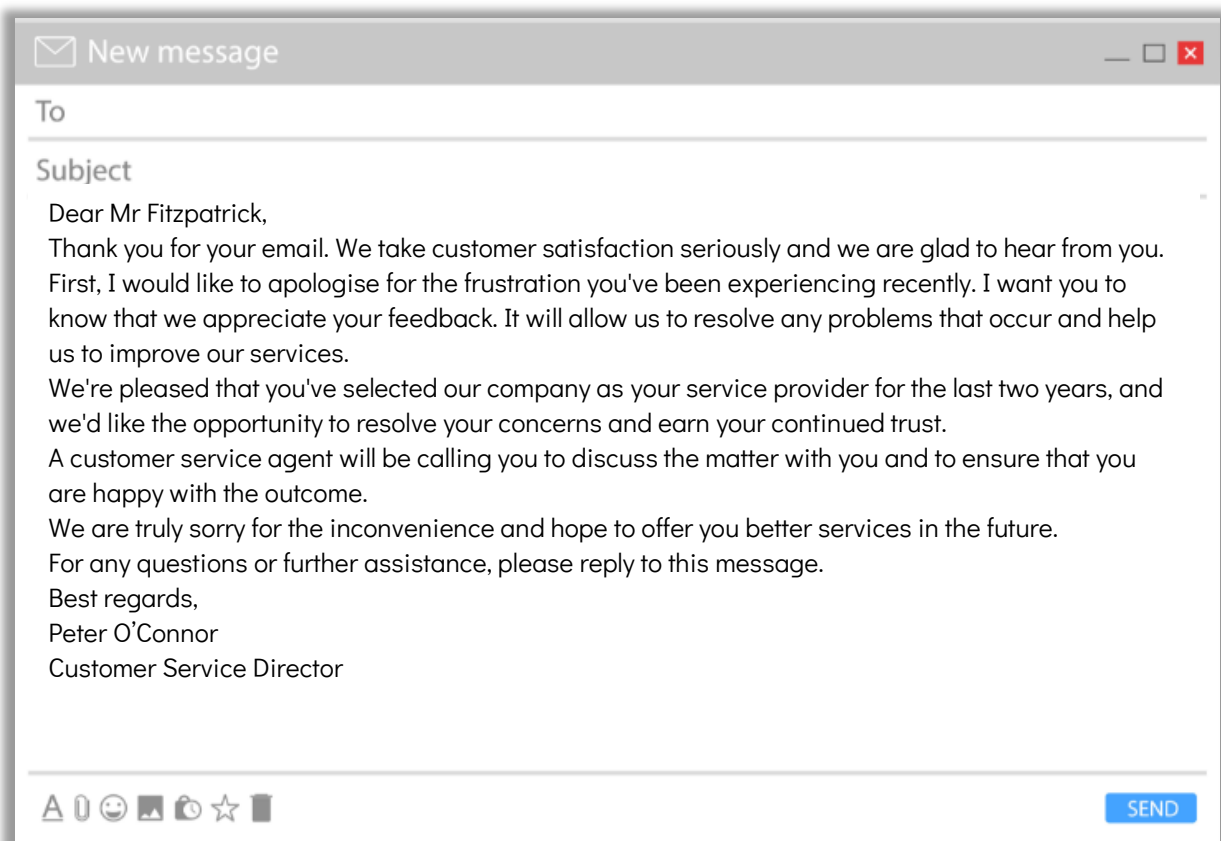 New message
To
Subject
Dear Mr Fitzpatrick,
Thank you for your email. We take customer satisfaction seriously and we are glad to hear from you.
First, I would like to apologise for the frustration you've been experiencing recently. I want you to
know that we appreciate your feedback. It will allow us to resolve any problems that occur and help
us to improve our services.
We're pleased that you've selected our company as your service provider for the last two years, and
we'd like the opportunity to resolve your concerns and earn your continued trust.
A customer service agent will be calling you to discuss the matter with you and to ensure that you
are happy with the outcome.
We are truly sorry for the inconvenience and hope to offer you better services in the future.
For any questions or further assistance, please reply to this message.
Best regards,
Peter O’Connor
Customer Service Director
A
SEND